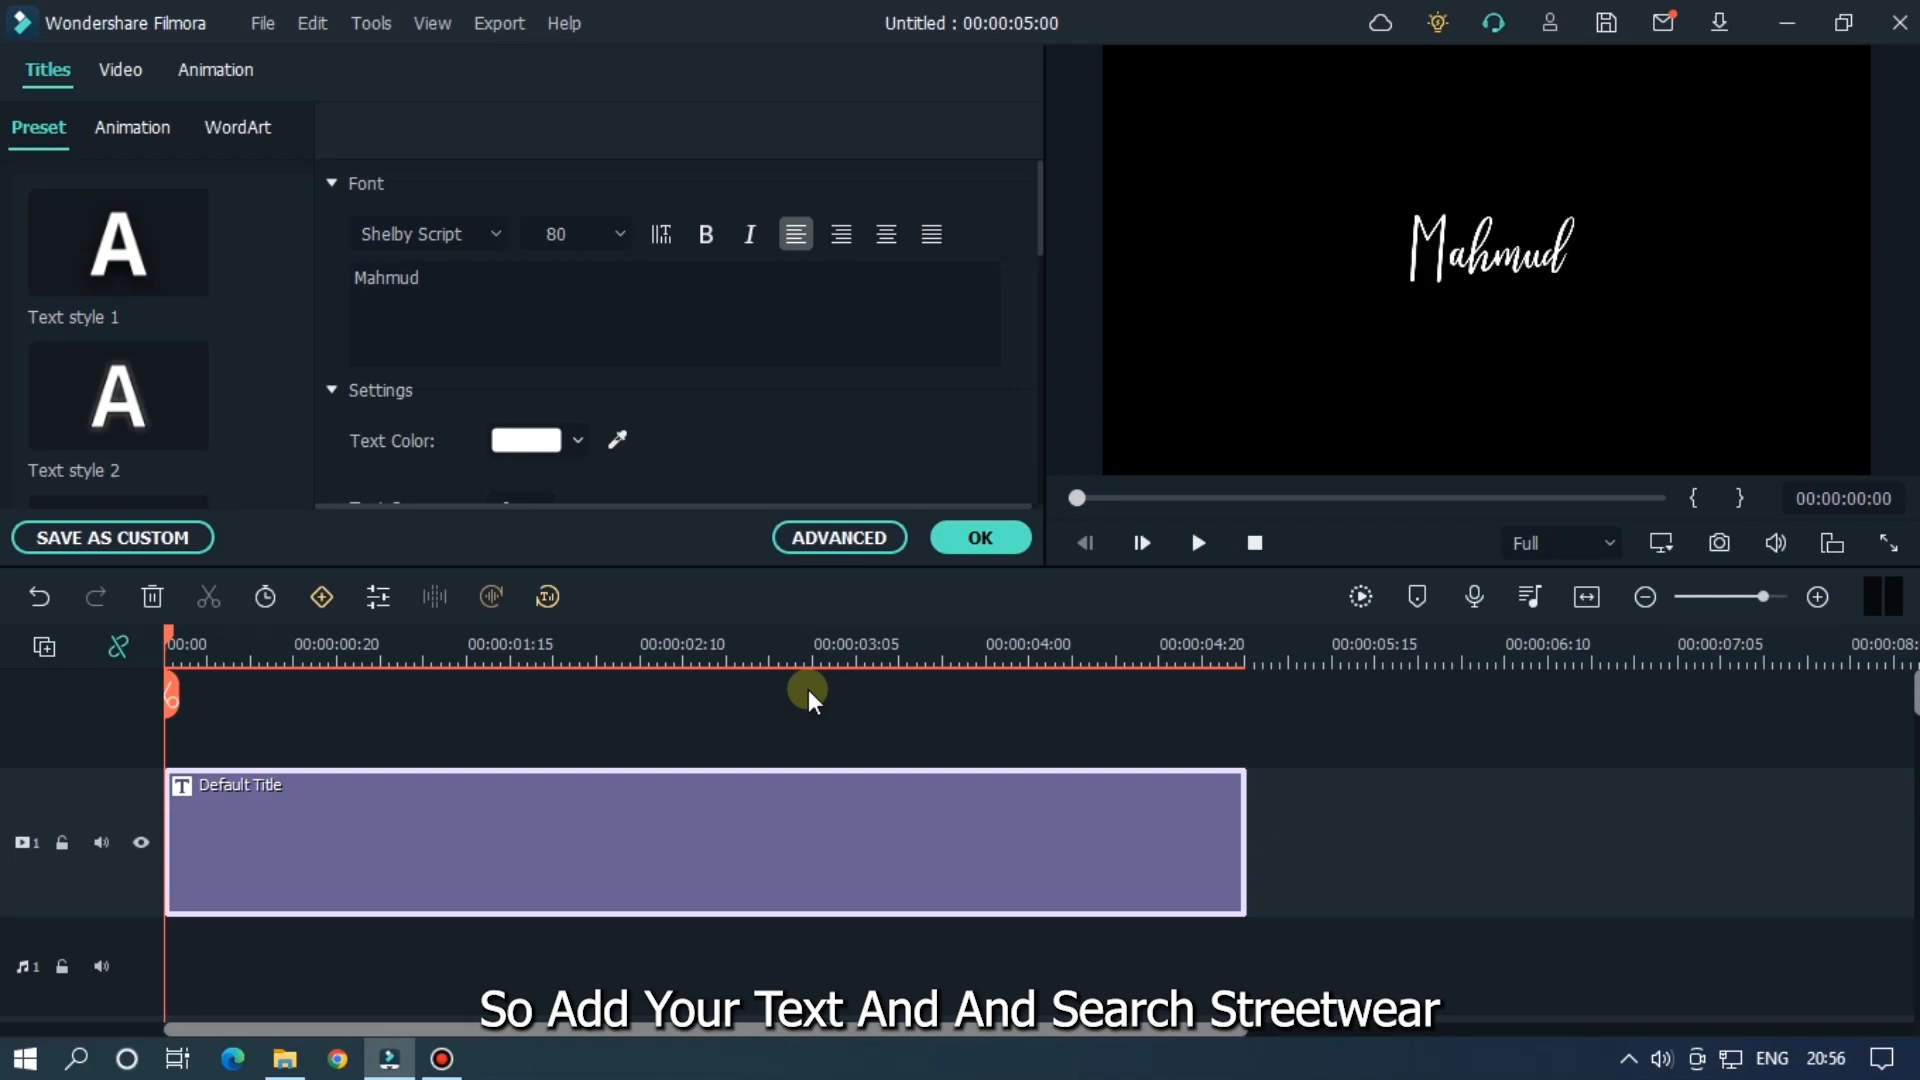 Wondershare Filmora
File
Edit
Tools
View
Export
Help
Untitled : 00:00:05:00
Titles
Video
Animation
Preset
Animation
WordArt
A
Text style 1
A
Text style 2
Font
Shelby Script
80
B
I
Mahmud
Settings
Text Color:
Mahmud
SAVE AS CUSTOM
ADVANCED
OK
{
}
00:00:00:00
Full
00:00
00:00:00:20
00:00:01:15
00:00:02:10
00:00:03:05
00:00:04:00
00:00:04:20
00:00:05:15
00:00:06:10
00:00:07:05
00:00:08:
T Default Title
1
1
So Add Your Text And And Search Streetwear
ENG
20:56